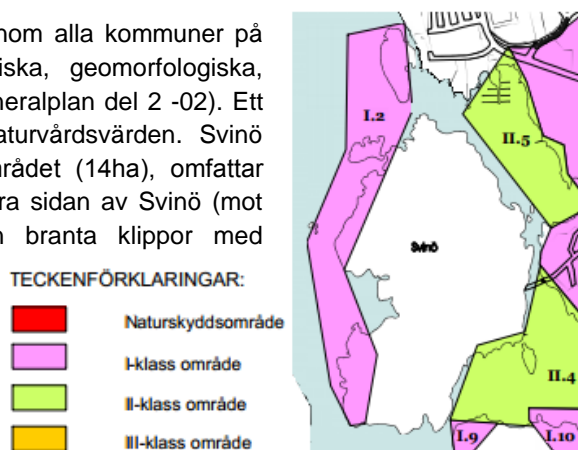 nom alla kommuner på
iska, geomorfologiska,
neralplan del 2 -02). Ett
aturvårdsvärden. Svinö
rådet (14ha), omfattar
ra sidan av Svinö (mot
branta klippor med
TECKENFÖRKLARINGAR:
Naturskyddsområde
I-klass område
II-klass område
III-klass område
I.2
II.5
Svinö
II.4
I.9
I.10